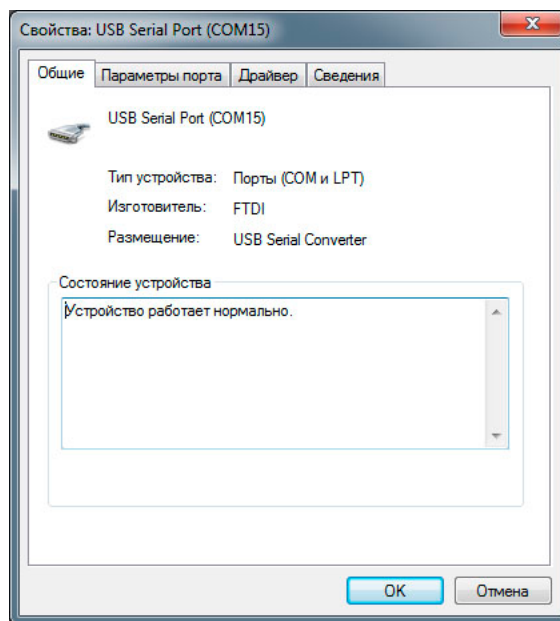 Свойства: USB Serial Port (COM15)
Общие Параметры порта Драйвер Сведения
USB Serial Port (COM15)
Тип устройства: Порты (COM и LPT)
Изготовитель: FTDI
Размещение: USB Serial Converter
Состояние устройства
Устройство работает нормально.
OK Отмена